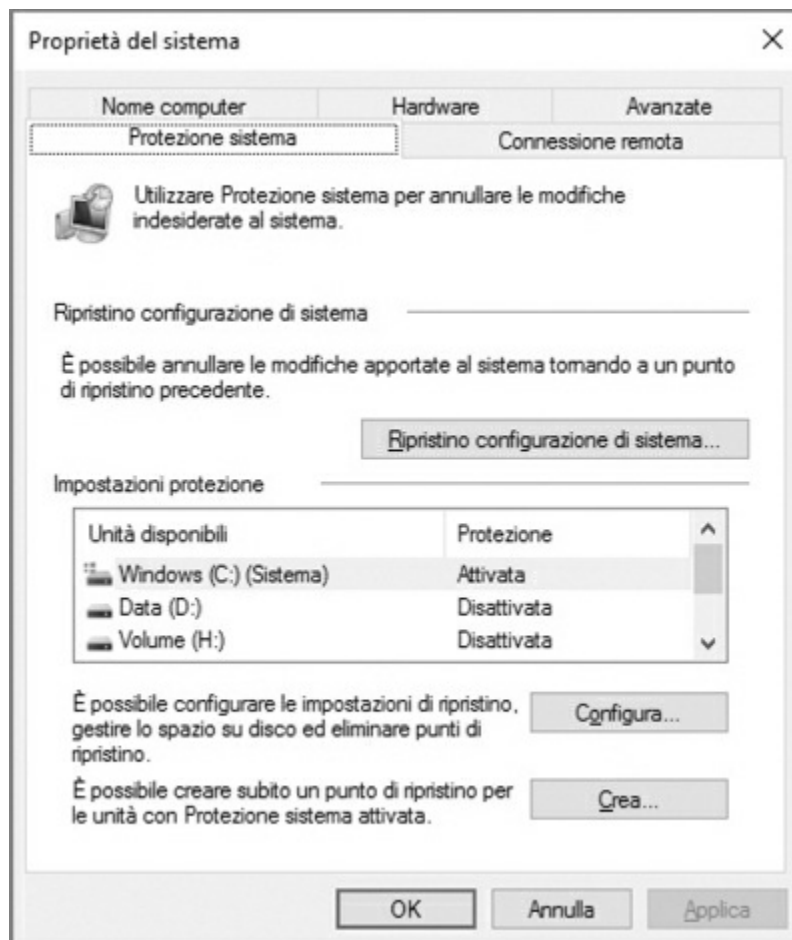 Proprietà del sistema
Nome computer
Hardware
Avanzate
Protezione sistema
Connessione remota
Utilizzare Protezione sistema per annullare le modifiche
indesiderate al sistema.
Ripristino configurazione di sistema
È possibile annullare le modifiche apportate al sistema tornando a un punto
di ripristino precedente.
Ripristino configurazione di sistema...
Impostazioni protezione
Unità disponibili Protezione
Windows (C:) (Sistema) Attivata
Data (D:) Disattivata
Volume (H:) Disattivata
È possibile configurare le impostazioni di ripristino,
gestire lo spazio su disco ed eliminare punti di
ripristino.
Configura...
È possibile creare subito un punto di ripristino per
le unità con Protezione sistema attivata.
Crea...
OK
Annulla
Applica